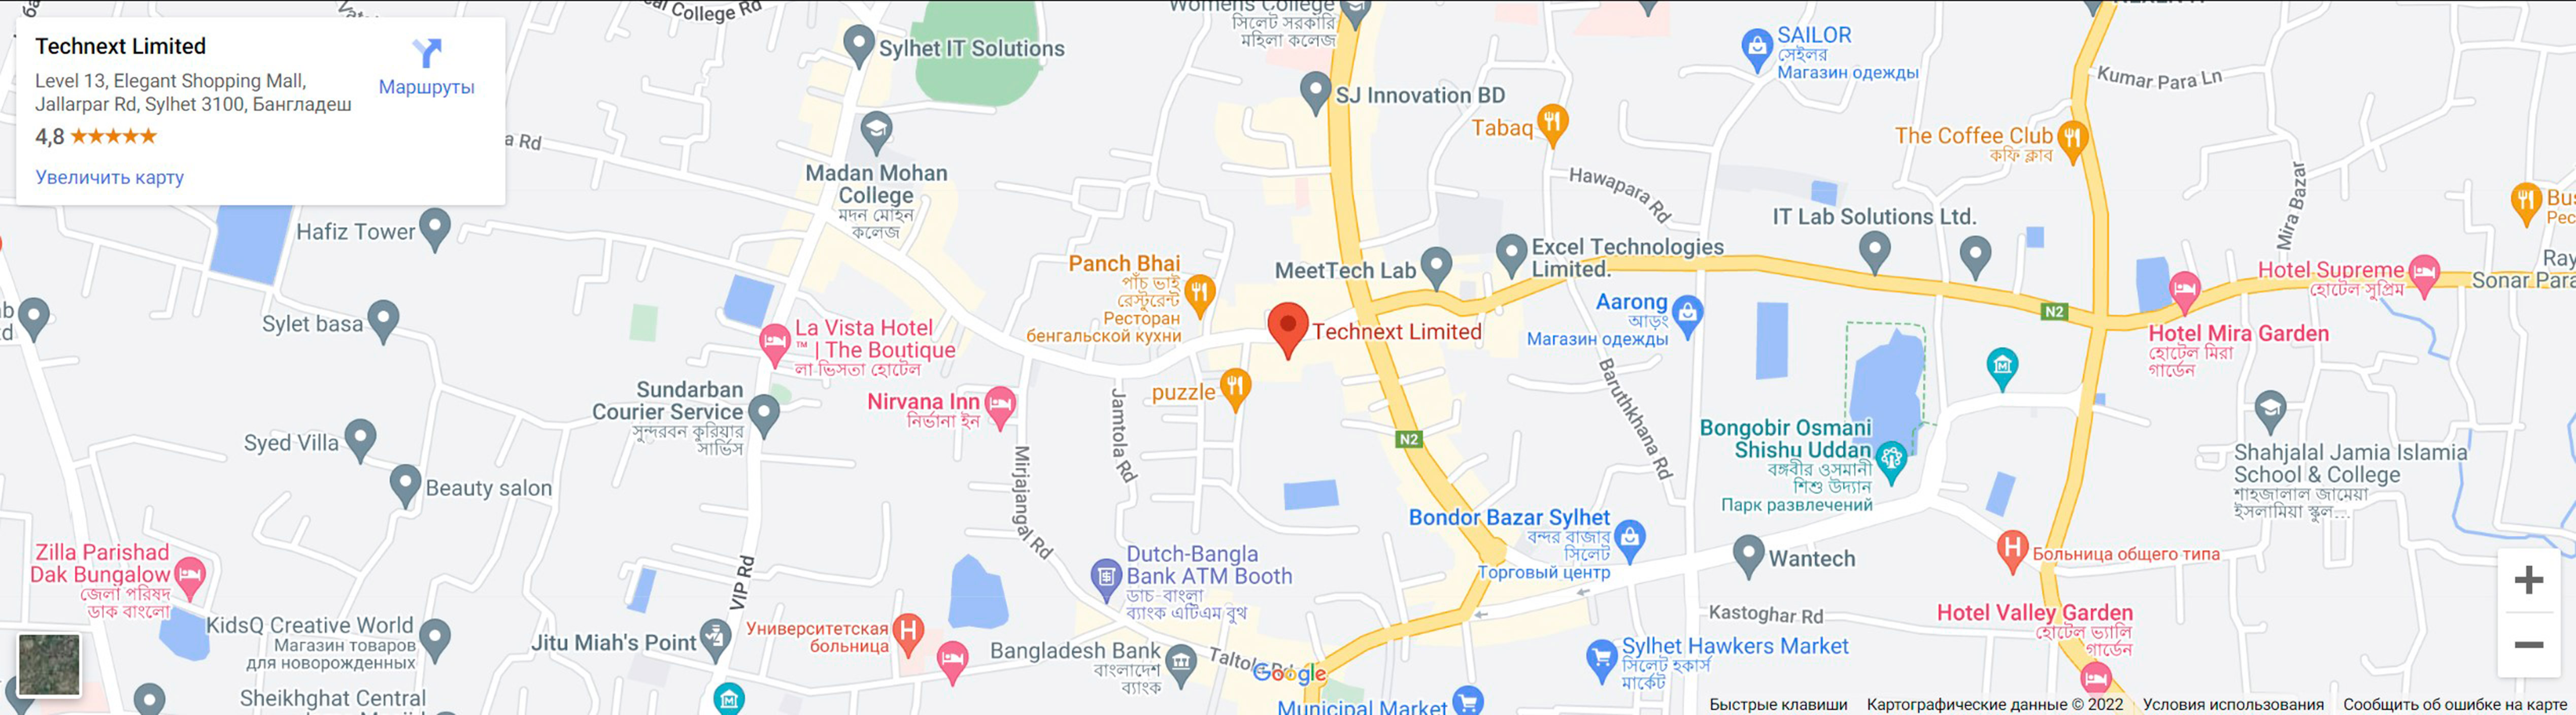 Technext Limited
Level 13, Elegant Shopping Mall,
Jallarpar Rd, Sylhet 3100, Бангладеш
4,8
Увеличить карту
Маршруты
al College Rd
Sylhet IT Solutions
Womens College
সিলেট সরকারি
মহিলা কলেজ
SJ Innovation BD
SAILOR
সেইলর
Магазин одежды
Kumar Para Ln
Tabaq
The Coffee Club
কফি ক্লাব
a Rd
Madan Mohan
College
মদন মোহন
কলেজ
Hawapara Rd
Mira Bazar
Hafiz Tower
IT Lab Solutions Ltd.
Excel Technologies
Limited.
MeetTech Lab
Panch Bhai
পাঁচ ভাই
রেস্টুরেন্ট
Ресторан
бенгальской кухни
Hotel Supreme
হোটেল সুপ্রিম
Sonar Para
Sylet basa
La Vista Hotel
™ | The Boutique
লা ভিসতা হোটেল
Technext Limited
Aarong
আড়ং
Магазин одежды
N2
Hotel Mira Garden
হোটেল মিরা
গার্ডেন
Sundarban
Courier Service
সুন্দরবন কুরিয়ার
সার্ভিস
Nirvana Inn
নির্ভানা ইন
puzzle
Jamtola Rd
Baruthkhana Rd
N2
Syed Villa
Beauty salon
Mirjajangal Rd
Bongobir Osmani
Shishu Uddan
বঙ্গবীর ওসমানী
শিশু উদ্যান
Парк развлечений
Shahjalal Jamia Islamia
School & College
শাহজালাল জামেয়া
ইসলামিয়া স্কুল...
Bondor Bazar Sylhet
বন্দর বাজার
সিলেট
Торговый центр
Wantech
Больница общего типа
Zilla Parishad
Dak Bungalow
জেলা পরিষদ
ডাক বাংলো
VIP Rd
Dutch-Bangla
Bank ATM Booth
ডাচ-বাংলা
ব্যাংক এটিএম বুথ
Kastoghar Rd
Hotel Valley Garden
হোটেল ভ্যালি
গার্ডেন
KidsQ Creative World
Магазин товаров
для новорожденных
Jitu Miah's Point
Университетская
больница
Bangladesh Bank
বাংলাদেশ
ব্যাংক
Taltola Rd
Google
Sylhet Hawkers Market
সিলেট হকার্স
মার্কেট
Sheikhghat Central
Municipal Market
Быстрые клавиши
Картографические данные © 2022
Условия использования
Сообщить об ошибке на карте